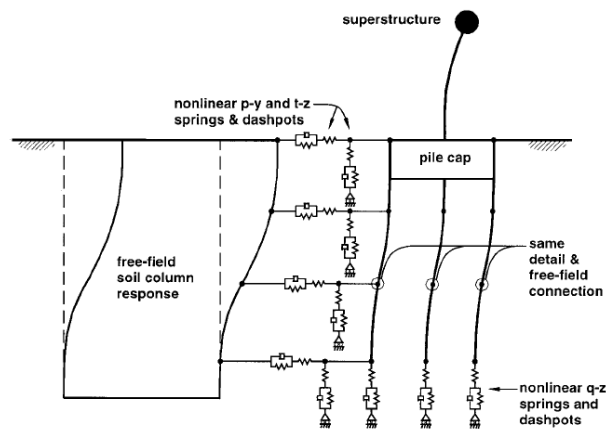 superstructure
nonlinear p-y and t-z
springs & dashpots
pile cap
free-field
soil column
response
same
detail &
free-field
connection
nonlinear q-z
springs and
dashpots